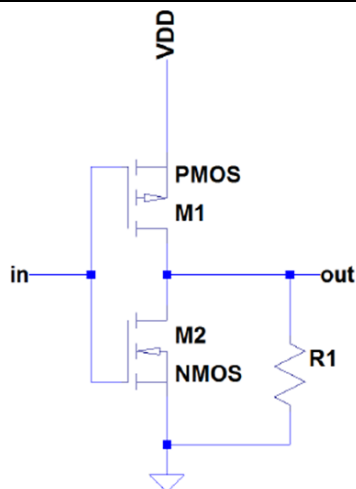 VDD
PMOS
M1
in
out
M2
R1
NMOS